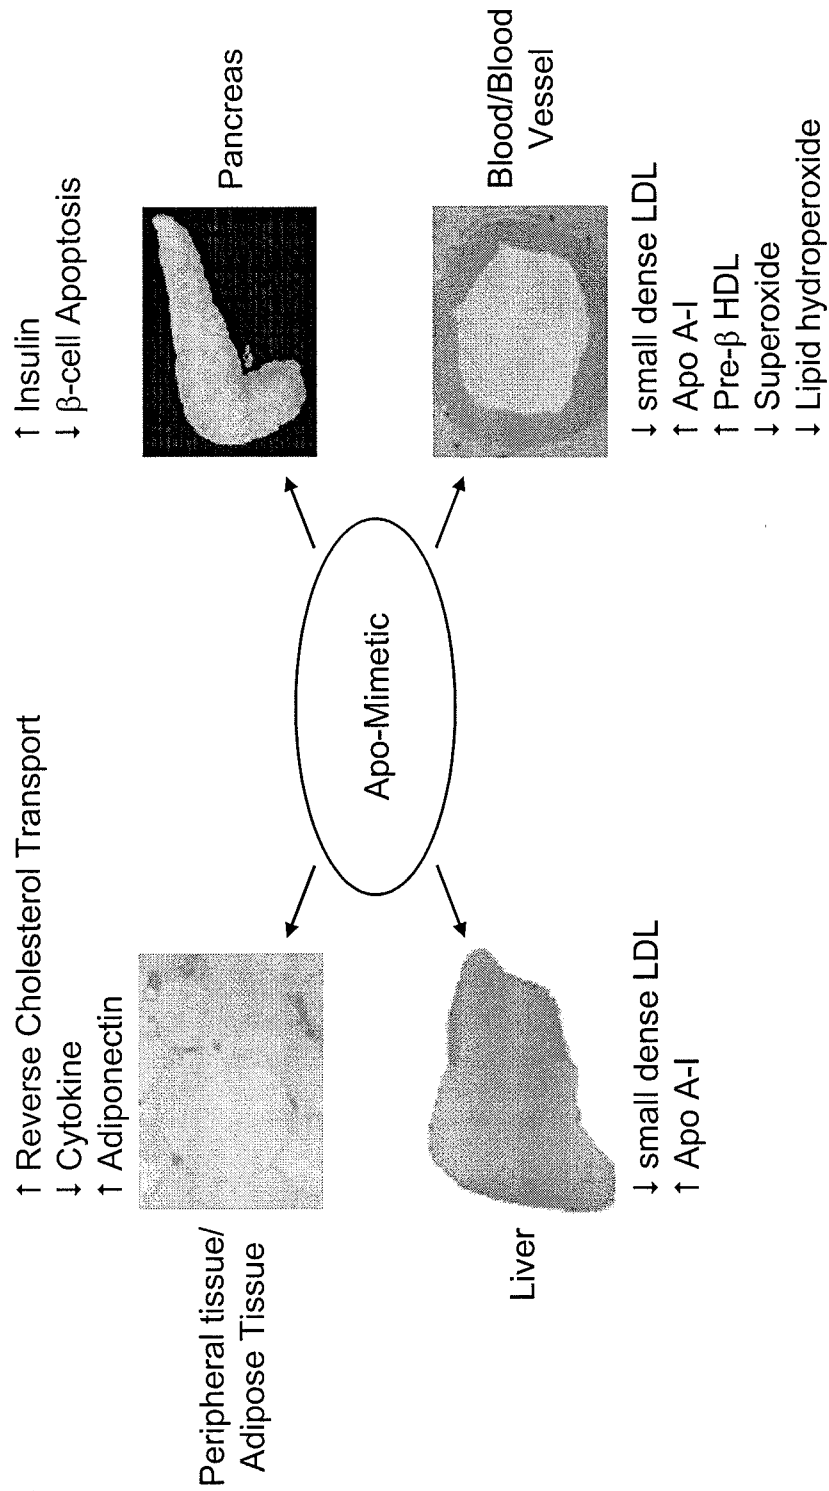 ↑ Reverse Cholesterol Transport
↓ Cytokine
↑ Adiponectin
Peripheral tissue/
Adipose Tissue
↑ Insulin
↓ β-cell Apoptosis
Pancreas
Apo-Mimetic
Liver
↓ small dense LDL
↑ Apo A-I
Blood/Blood
Vessel
↓ small dense LDL
↑ Apo A-I
↑ Pre-β HDL
↓ Superoxide
↓ Lipid hydroperoxide